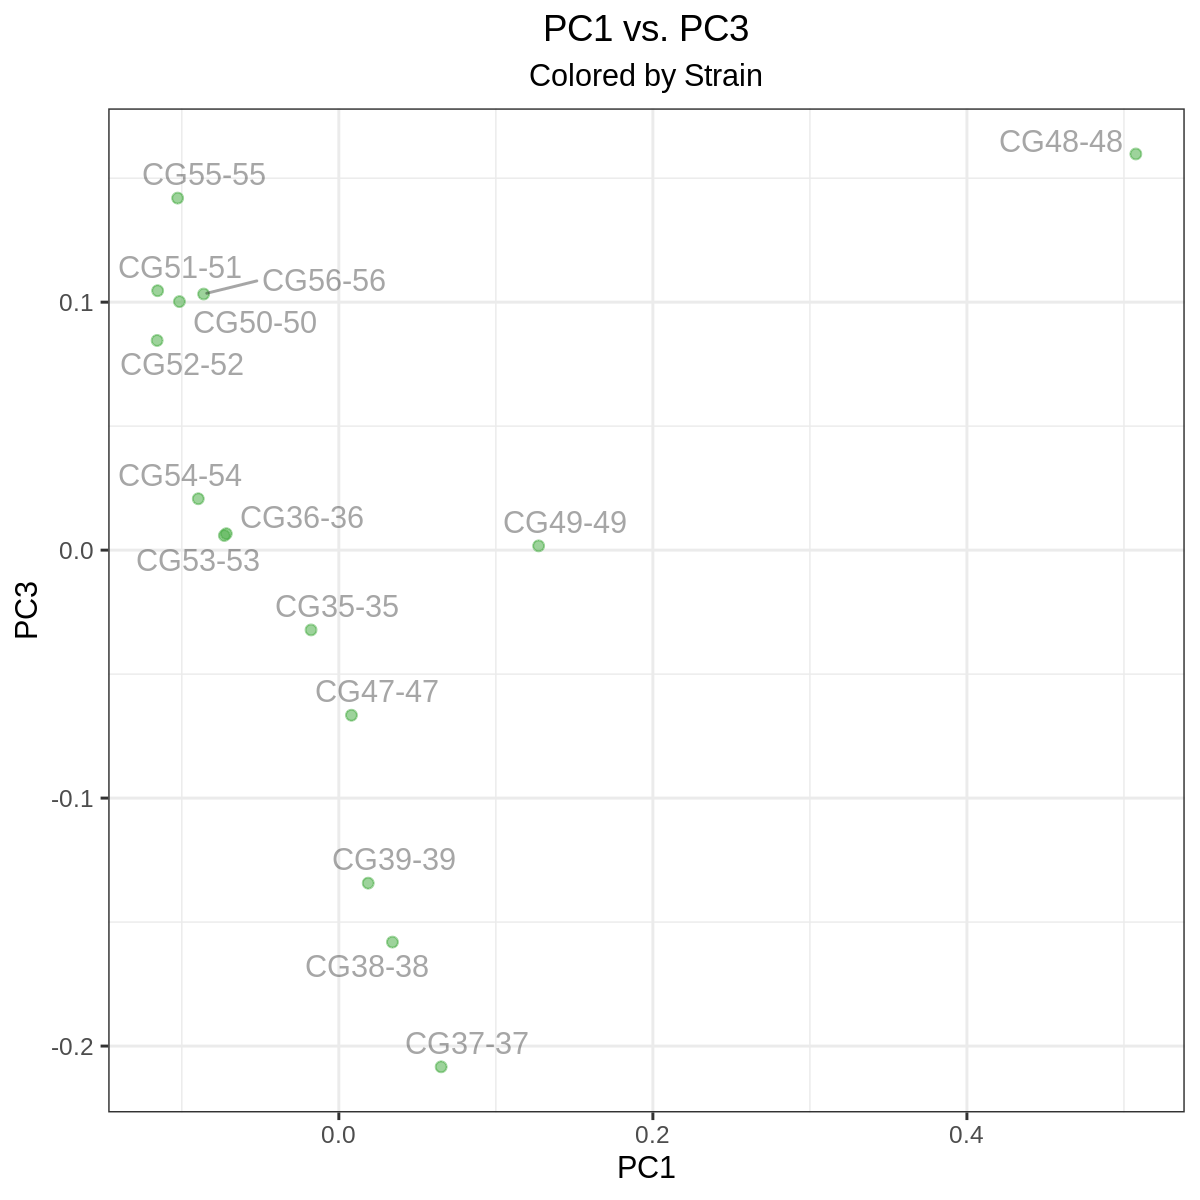 PC1 vs. PC3
Colored by Strain
CG48-48
CG55-55
CG51-51
CG56-56
0.1
CG50-50
CG52-52
CG54-54
CG36-36
CG49-49
0.0
CG53-53
PC3
CG35-35
CG47-47
-0.1
CG39-39
CG38-38
CG37-37
-0.2
0.0 0.2 0.4
PC1